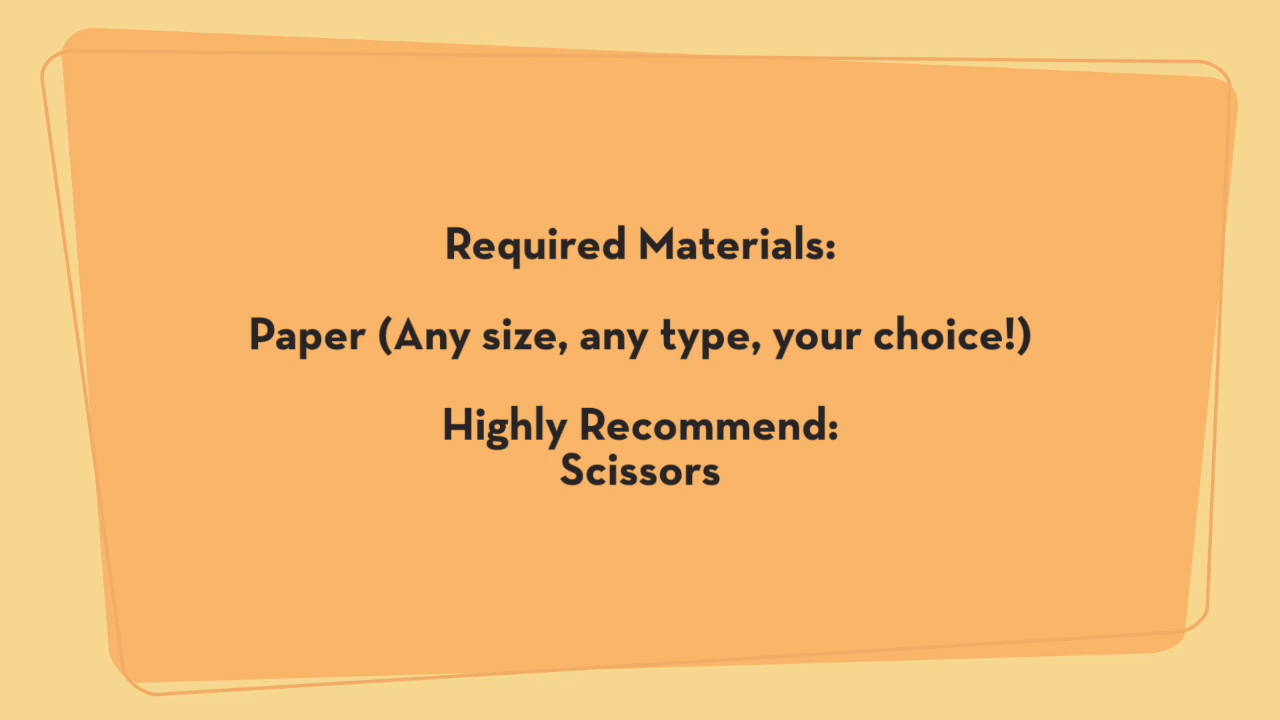 Required Materials:
Paper (Any size, any type, your choice!)
Highly Recommend:
Scissors